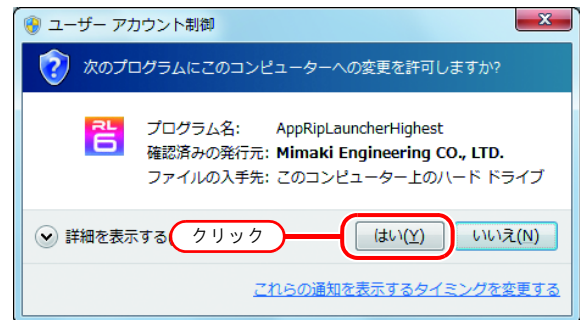 ユーザー アカウント制御
次のプログラムにこのコンピューターへの変更を許可しますか?
RL
6
プログラム名: AppRipLauncherHighest
確認済みの発行元: Mimaki Engineering CO., LTD.
ファイルの入手先: このコンピューター上のハード ドライブ
詳細を表示する クリック はい(Y) いいえ(N)
これらの通知を表示するタイミングを変更する